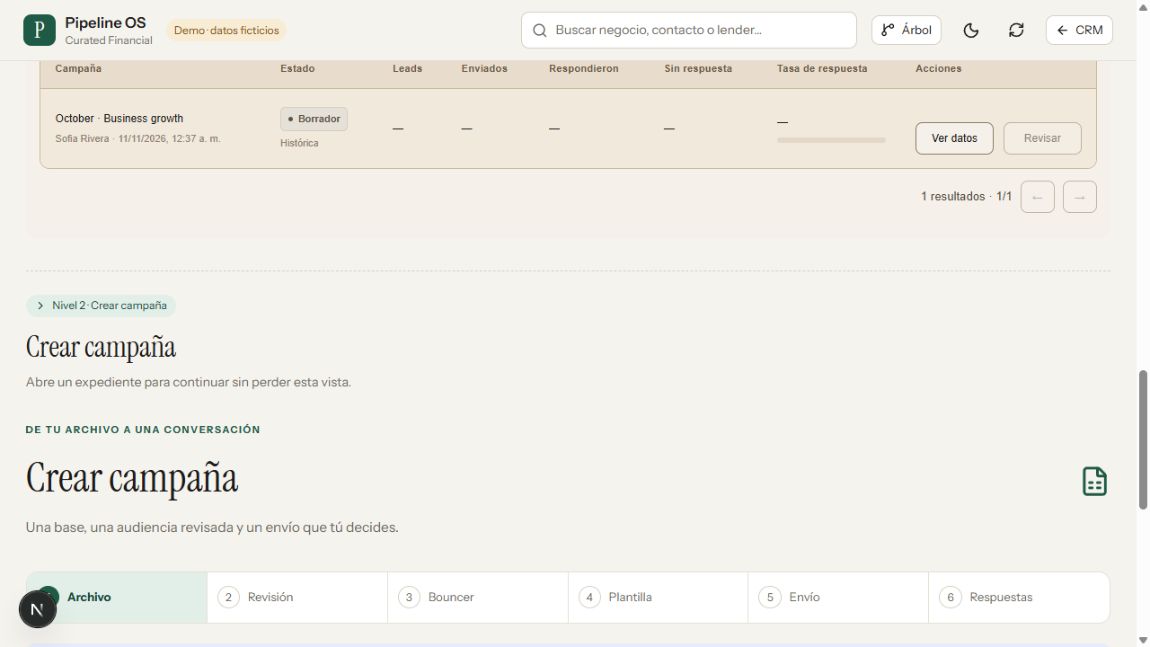 P
Pipeline OS
Curated Financial
Demo · datos ficticios
Buscar negocio, contacto o lender...
Árbol
CRM
Campaña Estado Leads Enviados Respondieron Sin respuesta Tasa de respuesta Acciones
October · Business growth
Sofia Rivera · 11/11/2026, 12:37 a. m.
Borrador
Histórica
— — — — —
Ver datos
Revisar
1 resultados · 1/1 ← →
Nivel 2 · Crear campaña
Crear campaña
Abre un expediente para continuar sin perder esta vista.
DE TU ARCHIVO A UNA CONVERSACIÓN
Crear campaña
Una base, una audiencia revisada y un envío que tú decides.
Archivo
2 Revisión
3 Bouncer
4 Plantilla
5 Envío
6 Respuestas
N